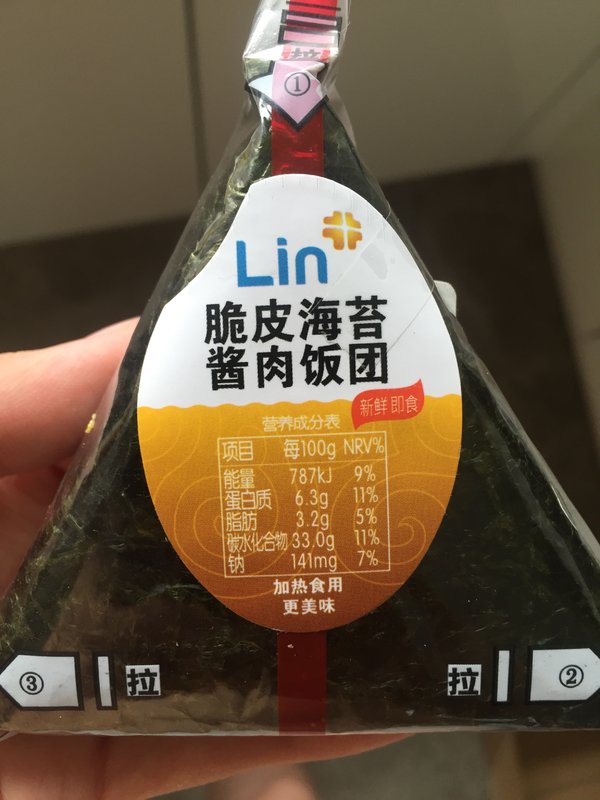 拉
①
Lin
脆皮海苔
酱肉饭团
新鲜即食
营养成分表
项目 每100g NRV%
能量 787kJ 9%
蛋白质 6.3g 11%
脂肪 3.2g 5%
碳水化合物 33.0g 11%
钠 141mg 7%
加热食用
更美味
③ 拉 拉 ②